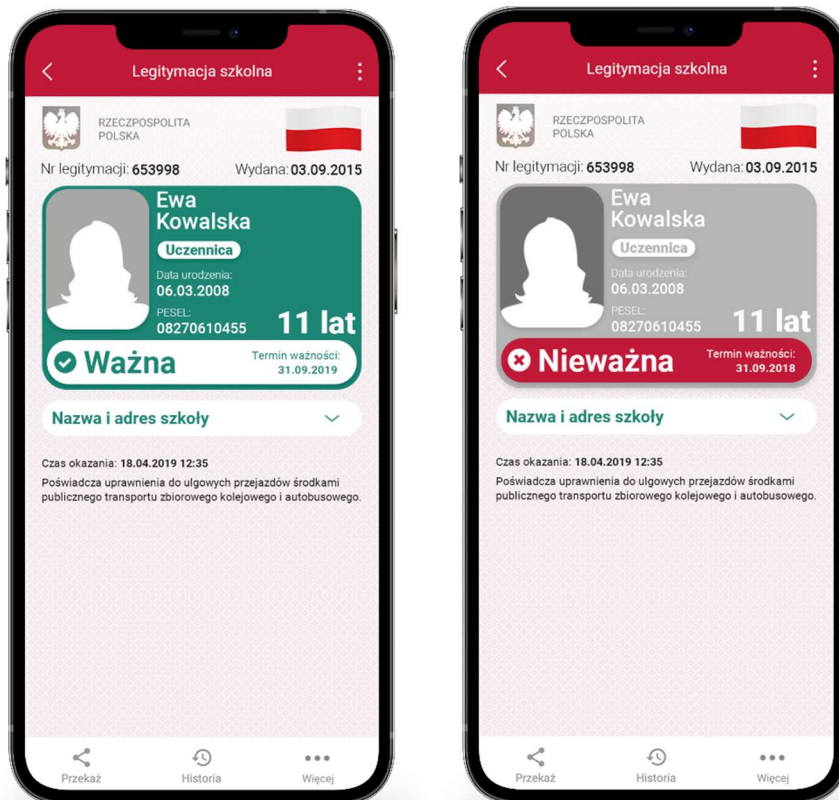 Legitymacja szkolna
RZECZPOSPOLITA
POLSKA
Nr legitymacji: 653998 Wydana: 03.09.2015
Ewa
Kowalska
Uczennica
Data urodzenia:
06.03.2008
PESEL:
08270610455
11 lat
Ważna
Termin ważności:
31.09.2019
Nazwa i adres szkoły
Czas okazania: 18.04.2019 12:35
Poświadcza uprawnienia do ulgowych przejazdów środkami
publicznego transportu zbiorowego kolejowego i autobusowego.
Przekaż Historia Więcej
Legitymacja szkolna
RZECZPOSPOLITA
POLSKA
Nr legitymacji: 653998 Wydana: 03.09.2015
Ewa
Kowalska
Uczennica
Data urodzenia:
06.03.2008
PESEL:
08270610455
11 lat
Nieważna
Termin ważności:
31.09.2018
Nazwa i adres szkoły
Czas okazania: 18.04.2019 12:35
Poświadcza uprawnienia do ulgowych przejazdów środkami
publicznego transportu zbiorowego kolejowego i autobusowego.
Przekaż Historia Więcej